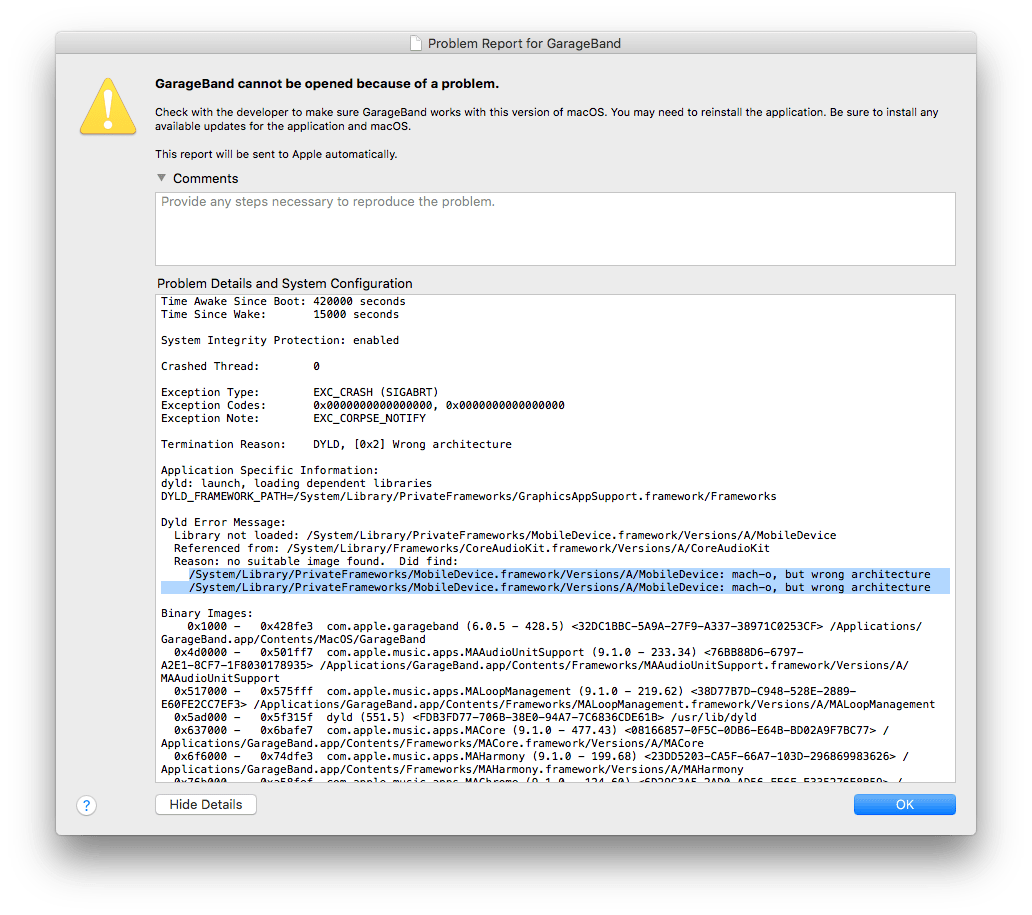 Problem Report for GarageBand
GarageBand cannot be opened because of a problem.
Check with the developer to make sure GarageBand works with this version of macOS. You may need to reinstall the application. Be sure to install any
available updates for the application and macOS.
This report will be sent to Apple automatically.
Comments
Provide any steps necessary to reproduce the problem.
Problem Details and System Configuration
Time Awake Since Boot: 420000 seconds
Time Since Wake: 15000 seconds
System Integrity Protection: enabled
Crashed Thread: 0
Exception Type: EXC_CRASH (SIGABRT)
Exception Codes: 0x0000000000000000, 0x0000000000000000
Exception Note: EXC_CORPSE_NOTIFY
Termination Reason: DYLD, [0x2] Wrong architecture
Application Specific Information:
dyld: launch, loading dependent libraries
DYLD_FRAMEWORK_PATH=/System/Library/PrivateFrameworks/GraphicsAppSupport.framework/Frameworks
Dyld Error Message:
Library not loaded: /System/Library/PrivateFrameworks/MobileDevice.framework/Versions/A/MobileDevice
Referenced from: /System/Library/Frameworks/CoreAudioKit.framework/Versions/A/CoreAudioKit
Reason: no suitable image found. Did find:
/System/Library/PrivateFrameworks/MobileDevice.framework/Versions/A/MobileDevice: mach-o, but wrong architecture
/System/Library/PrivateFrameworks/MobileDevice.framework/Versions/A/MobileDevice: mach-o, but wrong architecture
Binary Images:
0x1000 - 0x428fe3 com.apple.garageband (6.0.5 - 428.5) <32DC1BBC-5A9A-27F9-A337-38971C0253CF> /Applications/
GarageBand.app/Contents/MacOS/GarageBand
0x4d0000 - 0x501ff7 com.apple.music.apps.MAAudioUnitSupport (9.1.0 - 233.34) <76BB88D6-6797-
A2E1-8CF7-1F8030178935> /Applications/GarageBand.app/Contents/Frameworks/MAAudioUnitSupport.framework/Versions/A/
MAAudioUnitSupport
0x517000 - 0x575fff com.apple.music.apps.MALoopManagement (9.1.0 - 219.62) <38D77B7D-C948-528E-2889-
E60FE2CC7EF3> /Applications/GarageBand.app/Contents/Frameworks/MALoopManagement.framework/Versions/A/MALoopManagement
0x5ad000 - 0x5f315f dyld (551.5) <FDB3FD77-706B-38E0-94A7-7C6836CDE61B> /usr/lib/dyld
0x637000 - 0x6bafe7 com.apple.music.apps.MACore (9.1.0 - 477.43) <08166857-0F5C-0DB6-E64B-BD02A9F7BC77> /
Applications/GarageBand.app/Contents/Frameworks/MACore.framework/Versions/A/MACore
0x6f6000 - 0x74dfe3 com.apple.music.apps.MAHarmony (9.1.0 - 199.68) <23DD5203-CA5F-66A7-103D-296869983626> /
Applications/GarageBand.app/Contents/Frameworks/MAHarmony.framework/Versions/A/MAHarmony
?
Hide Details
OK